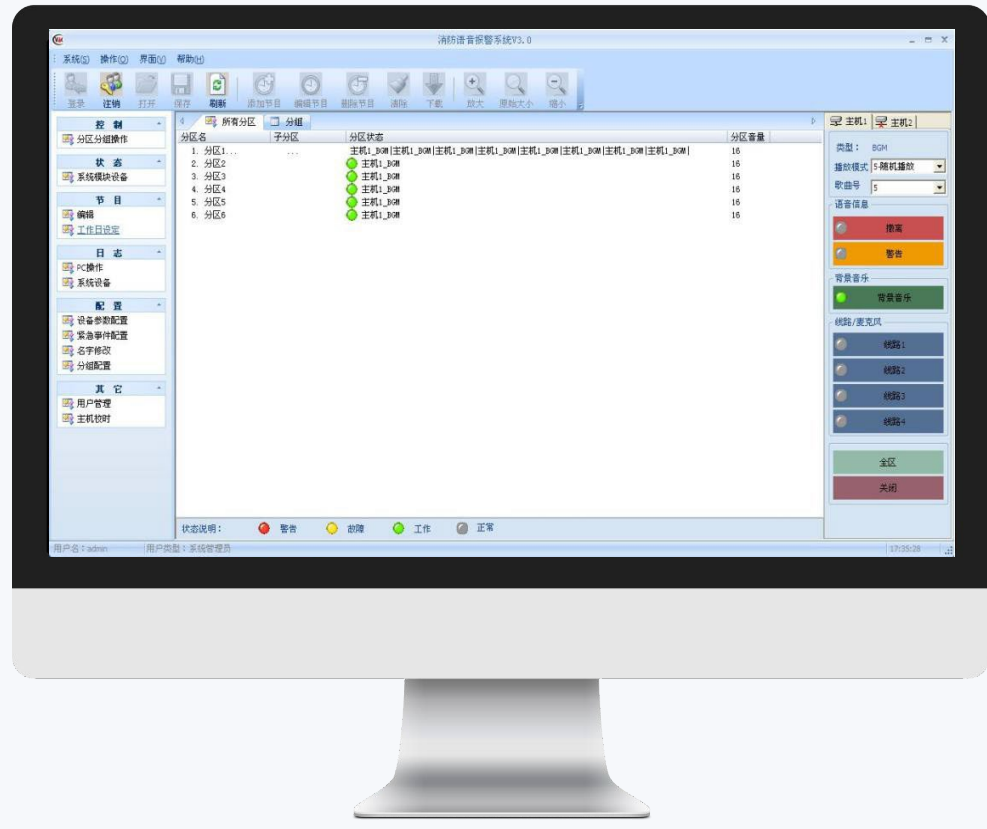 消防语音报警系统V3.0
系统(S) 操作(O) 界面(V) 帮助(H)
登录 注销 打开 保存 刷新 添加节目 编辑节目 删除节目 清除 下载 放大 原始大小 缩小
控 制
分区分组操作
状 态
系统模块设备
节 目
编辑
工作日设定
日 志
PC操作
系统设备
配 置
设备参数配置
紧急事件配置
名字修改
分组配置
其 它
用户管理
主机校时
所有分区 分组
分区名 子分区 分区状态 分区音量
1. 分区1... ... 主机1_BGM|主机1_BGM|主机1_BGM|主机1_BGM|主机1_BGM|主机1_BGM|主机1_BGM|主机1_BGM| 16
2. 分区2 主机1_BGM 16
3. 分区3 主机1_BGM 16
4. 分区4 主机1_BGM 16
5. 分区5 主机1_BGM 16
6. 分区6 主机1_BGM 16
状态说明： 警告 故障 工作 正常
主机1 主机2
类型： BGM
播放模式 5-随机播放
歌曲号 5
语音信息
撤离
警告
背景音乐
背景音乐
线路/麦克风
线路1
线路2
线路3
线路4
全区
关闭
用户名：admin 用户类型：系统管理员 17:35:28